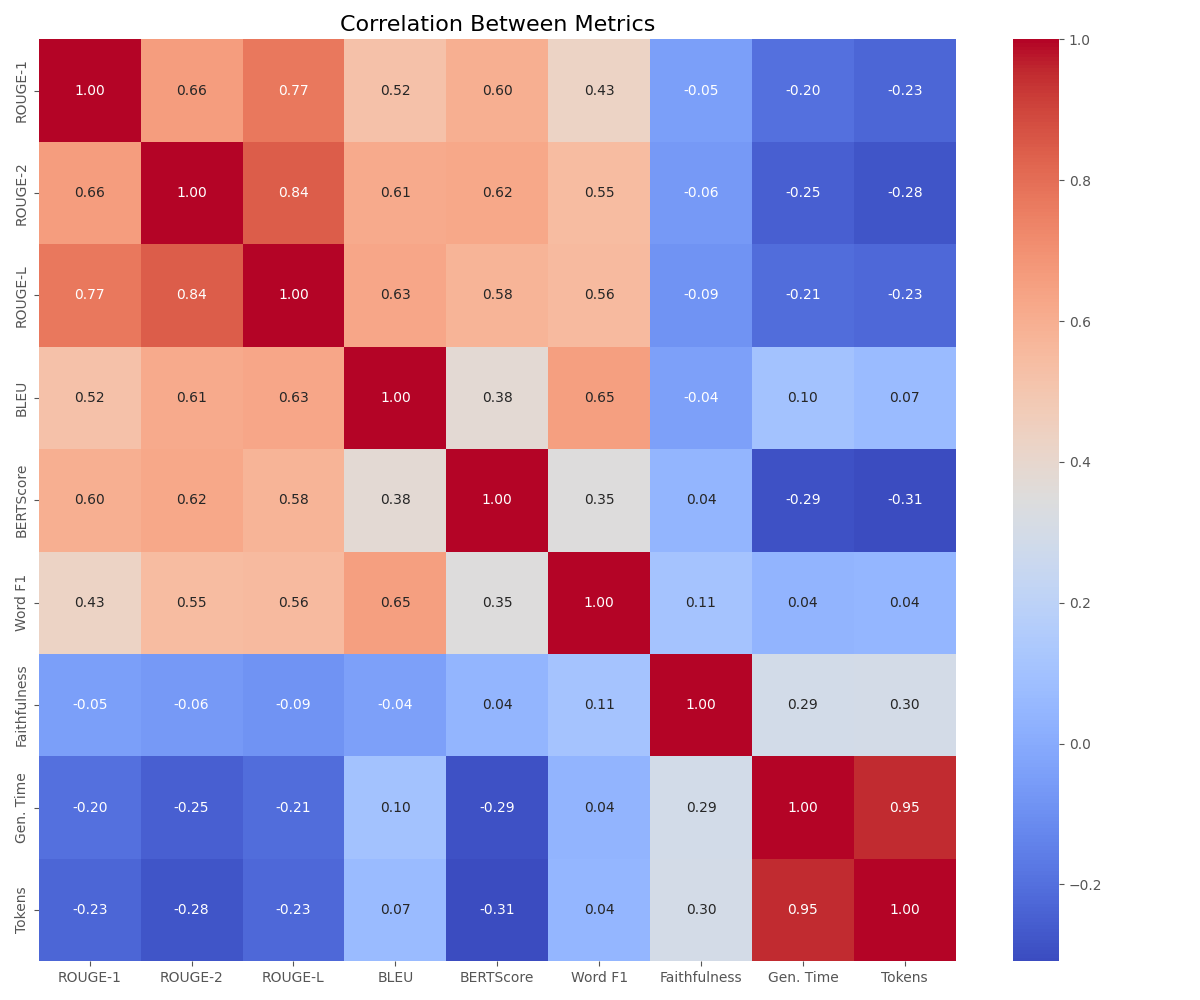 Correlation Between Metrics
ROUGE-1 1.00 0.66 0.77 0.52 0.60 0.43 -0.05 -0.20 -0.23
ROUGE-2 0.66 1.00 0.84 0.61 0.62 0.55 -0.06 -0.25 -0.28
ROUGE-L 0.77 0.84 1.00 0.63 0.58 0.56 -0.09 -0.21 -0.23
BLEU 0.52 0.61 0.63 1.00 0.38 0.65 -0.04 0.10 0.07
BERTScore 0.60 0.62 0.58 0.38 1.00 0.35 0.04 -0.29 -0.31
Word F1 0.43 0.55 0.56 0.65 0.35 1.00 0.11 0.04 0.04
Faithfulness -0.05 -0.06 -0.09 -0.04 0.04 0.11 1.00 0.29 0.30
Gen. Time -0.20 -0.25 -0.21 0.10 -0.29 0.04 0.29 1.00 0.95
Tokens -0.23 -0.28 -0.23 0.07 -0.31 0.04 0.30 0.95 1.00
ROUGE-1 ROUGE-2 ROUGE-L BLEU BERTScore Word F1 Faithfulness Gen. Time Tokens
1.0
0.8
0.6
0.4
0.2
0.0
−0.2